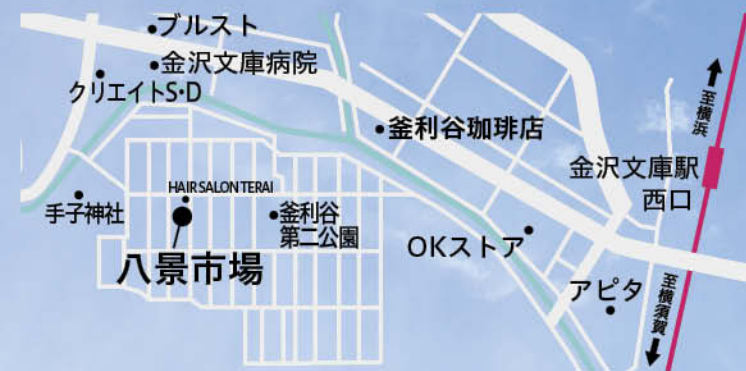 ブルスト
金沢文庫病院
クリエイトS・D
釜利谷珈琲店
至横浜
金沢文庫駅
西口
HAIR SALON TERAI
手子神社
釜利谷
第二公園
八景市場
OKストア
アピタ
至横須賀